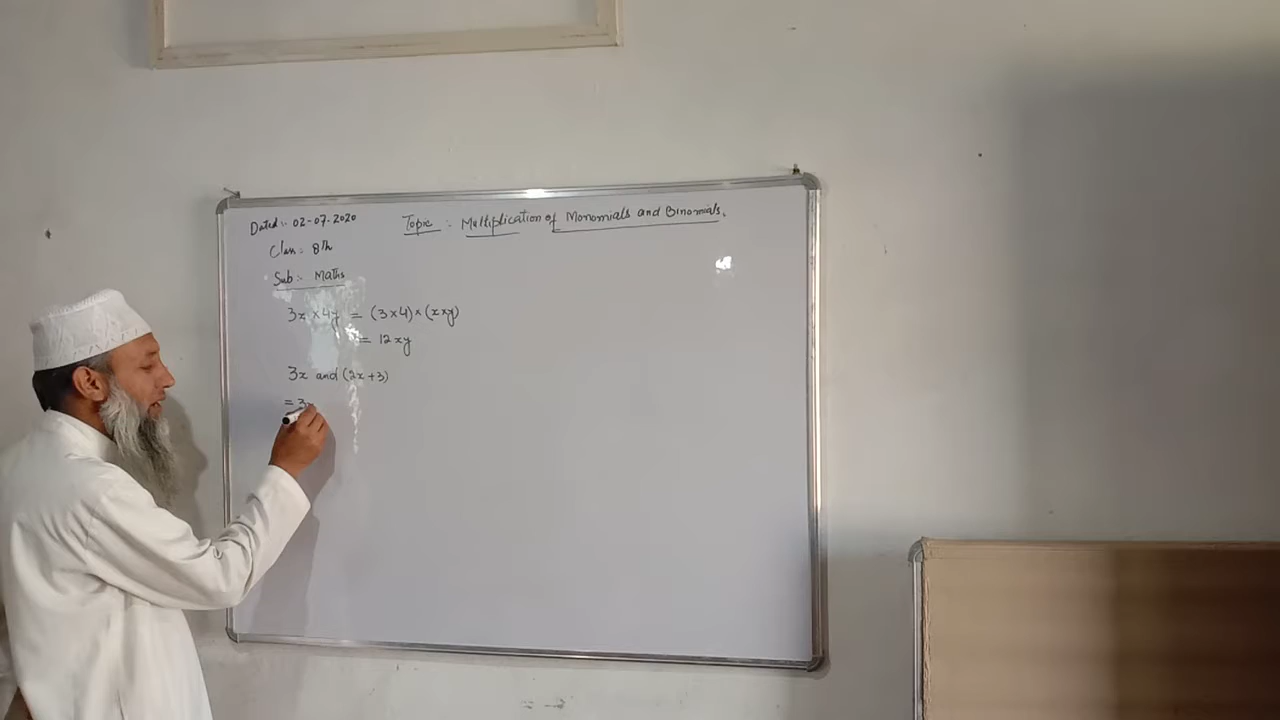 Dated:- 02-07-2020
Topic : Multiplication of Monomials and Binomials.
Class :- 8th
Sub :- Maths
3x × 4y = (3×4)×(x×y)
= 12xy
3x and (2x+3)
= 3x